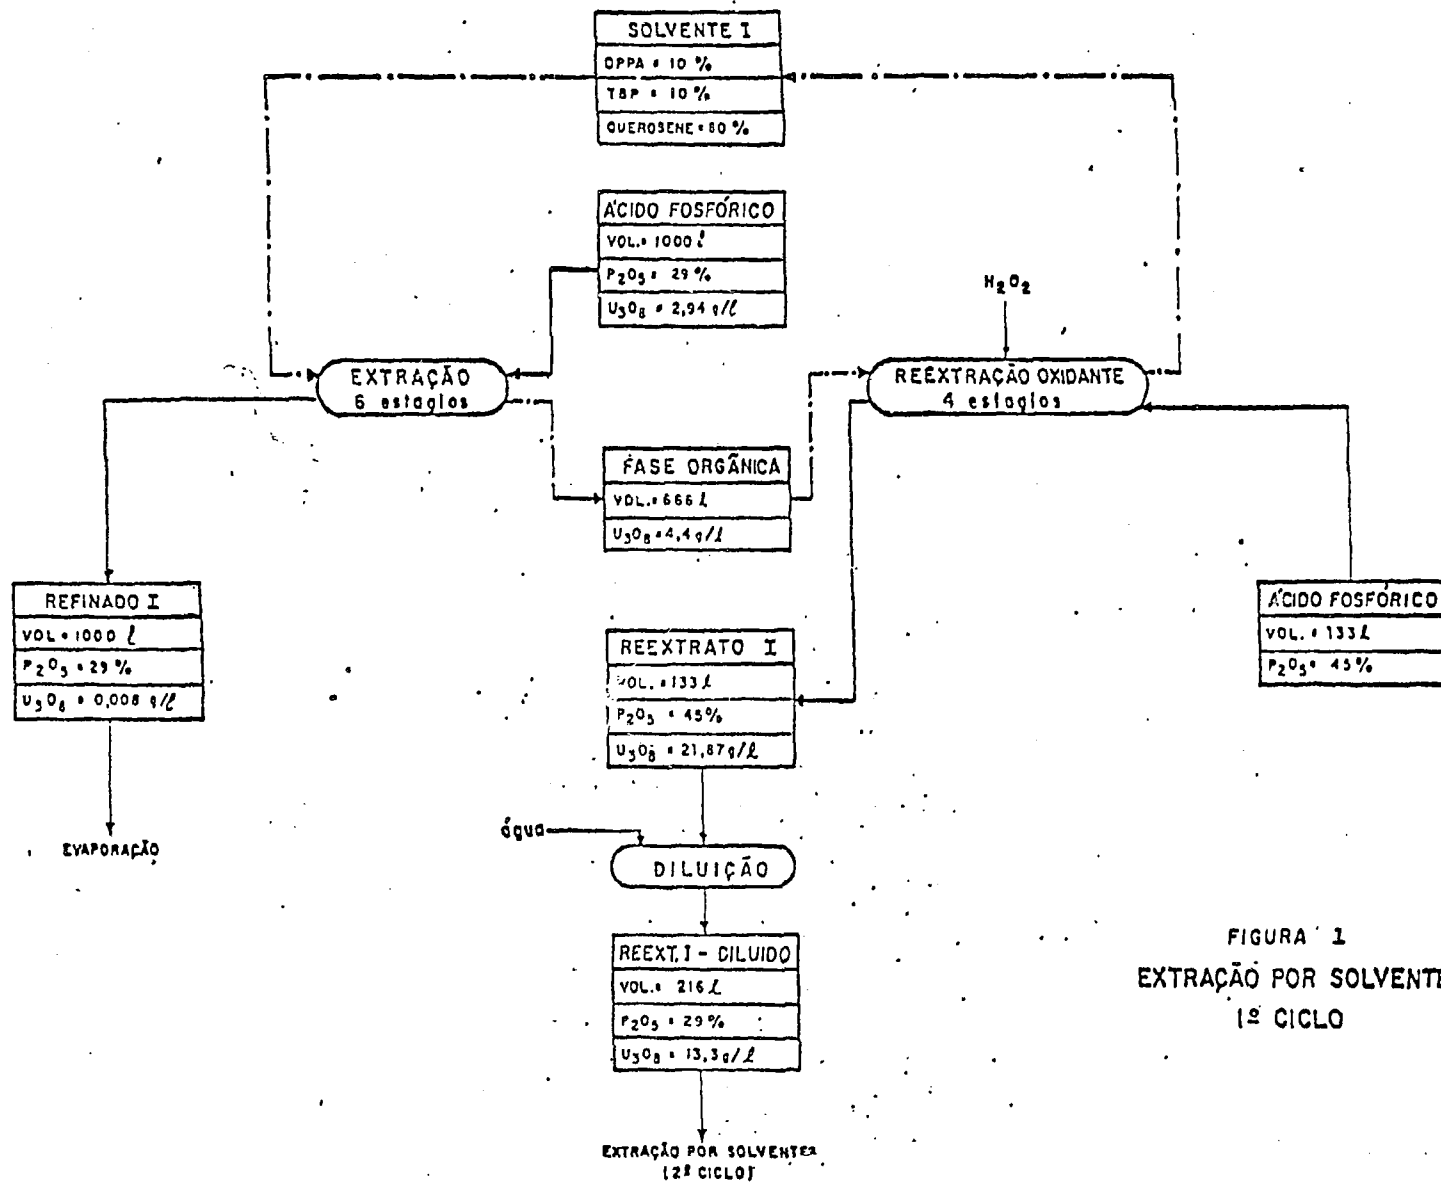 SOLVENTE I
OPPA = 10 %
TBP = 10 %
QUEROSENE = 80 %
ÁCIDO FOSFÓRICO
VOL. = 1000 l
P2O5 = 29 %
U3O8 = 2,94 g/l
H2O2
EXTRAÇÃO
6 estagios
REEXTRAÇÃO OXIDANTE
4 estagios
FASE ORGÂNICA
VOL. = 666 l
U3O8 = 4,4 g/l
REFINADO I
VOL = 1000 l
P2O5 = 29 %
U3O8 = 0,008 g/l
EVAPORAÇÃO
ÁCIDO FOSFÓRICO
VOL. = 133 l
P2O5 = 45 %
REEXTRATO I
VOL. = 133 l
P2O5 = 45%
U3O8 = 21,87 g/l
água
DILUIÇÃO
REEXT. I - DILUIDO
VOL. = 216 l
P2O5 = 29 %
U3O8 = 13,3 g/l
EXTRAÇÃO POR SOLVENTES
(2º CICLO)
FIGURA 1
EXTRAÇÃO POR SOLVENTE
1º CICLO